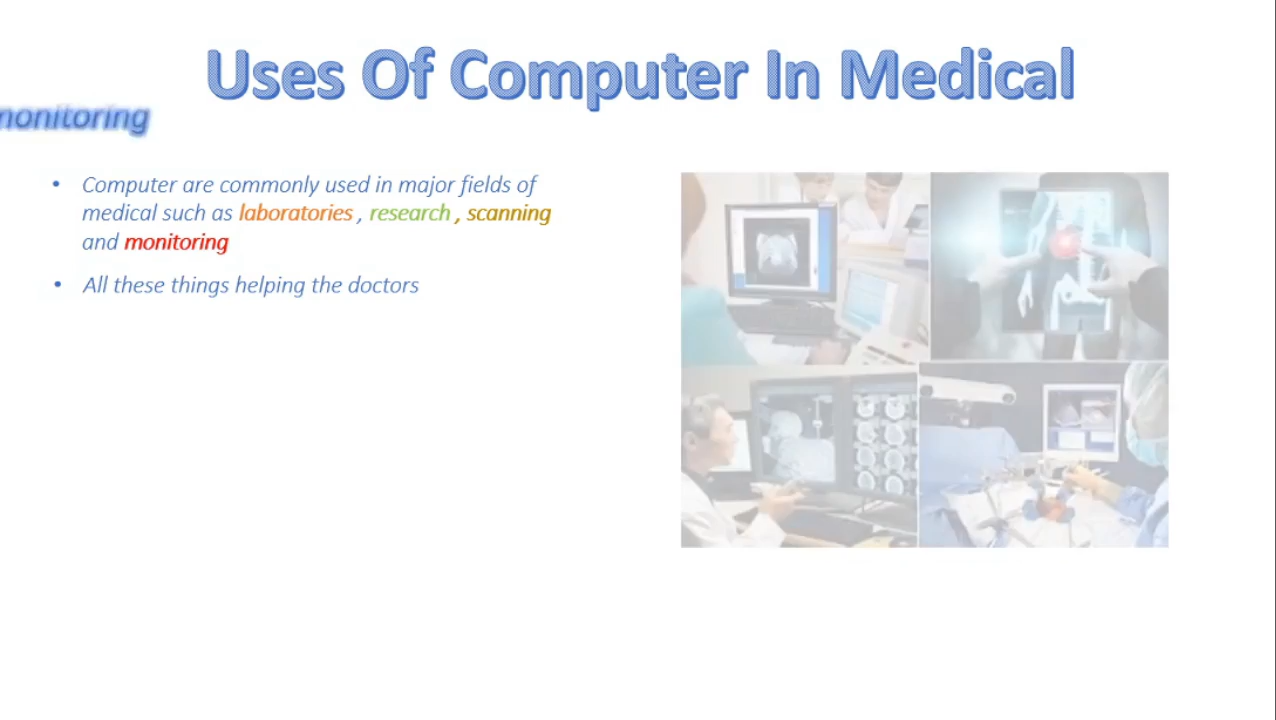 Uses Of Computer In Medical
monitoring
• Computer are commonly used in major fields of
medical such as laboratories , research , scanning
and monitoring
• All these things helping the doctors